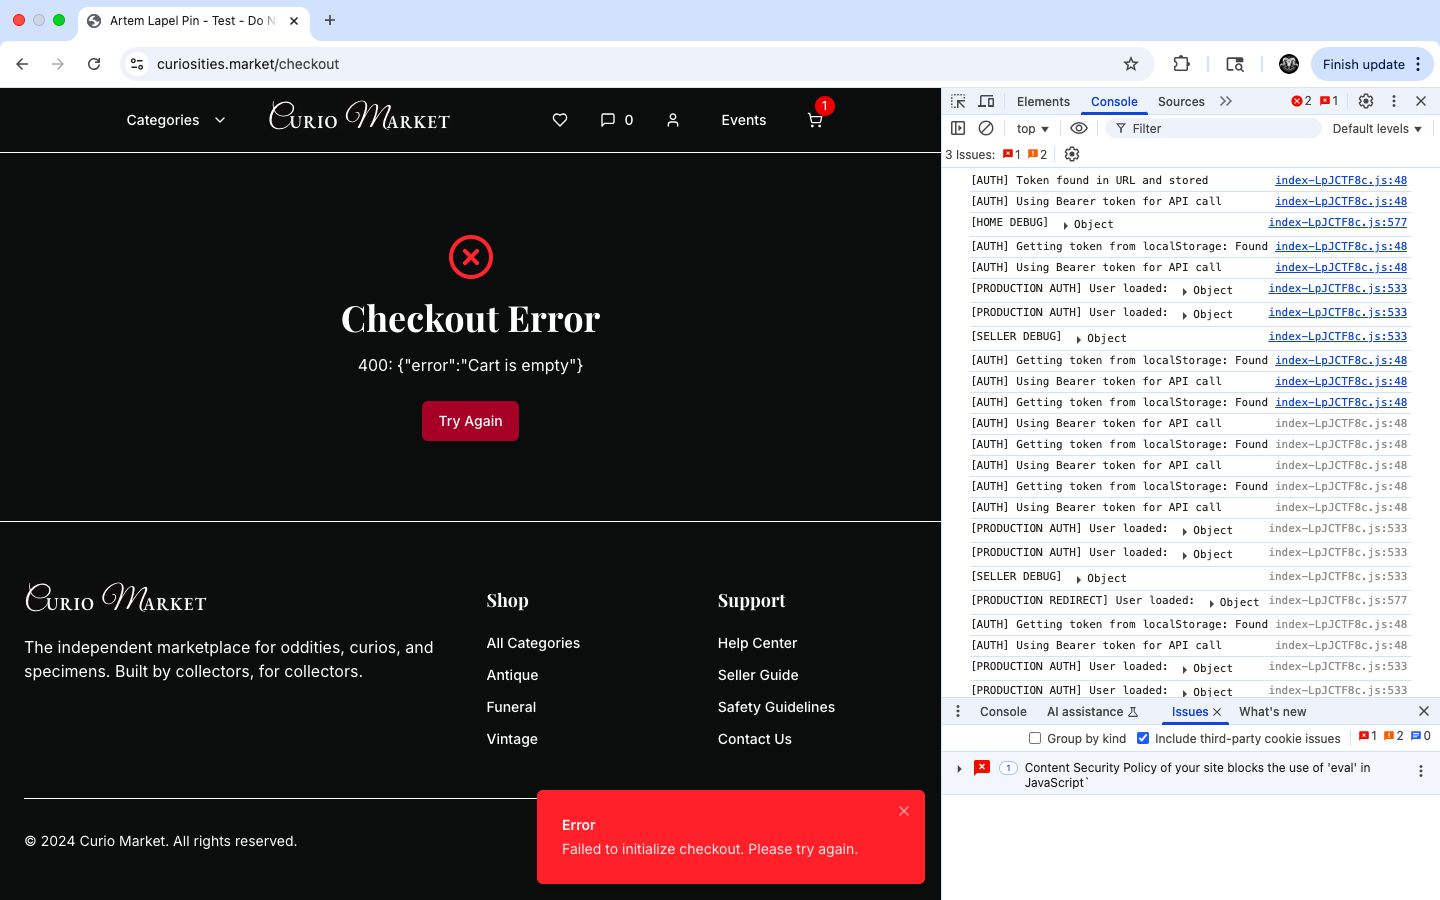 Artem Lapel Pin - Test - Do N
curiosities.market/checkout
Finish update
Categories
Curio Market
0
Events
1
Checkout Error
400: {"error":"Cart is empty"}
Try Again
Curio Market
The independent marketplace for oddities, curios, and
specimens. Built by collectors, for collectors.
Shop
All Categories
Antique
Funeral
Vintage
Support
Help Center
Seller Guide
Safety Guidelines
Contact Us
© 2024 Curio Market. All rights reserved.
Error
Failed to initialize checkout. Please try again.
Elements Console Sources 2 1
top Filter Default levels
3 Issues: 1 2
[AUTH] Token found in URL and stored index-LpJCTF8c.js:48
[AUTH] Using Bearer token for API call index-LpJCTF8c.js:48
[HOME DEBUG] Object index-LpJCTF8c.js:577
[AUTH] Getting token from localStorage: Found index-LpJCTF8c.js:48
[AUTH] Using Bearer token for API call index-LpJCTF8c.js:48
[PRODUCTION AUTH] User loaded: Object index-LpJCTF8c.js:533
[PRODUCTION AUTH] User loaded: Object index-LpJCTF8c.js:533
[SELLER DEBUG] Object index-LpJCTF8c.js:533
[AUTH] Getting token from localStorage: Found index-LpJCTF8c.js:48
[AUTH] Using Bearer token for API call index-LpJCTF8c.js:48
[AUTH] Getting token from localStorage: Found index-LpJCTF8c.js:48
[AUTH] Using Bearer token for API call index-LpJCTF8c.js:48
[AUTH] Getting token from localStorage: Found index-LpJCTF8c.js:48
[AUTH] Using Bearer token for API call index-LpJCTF8c.js:48
[AUTH] Getting token from localStorage: Found index-LpJCTF8c.js:48
[AUTH] Using Bearer token for API call index-LpJCTF8c.js:48
[PRODUCTION AUTH] User loaded: Object index-LpJCTF8c.js:533
[PRODUCTION AUTH] User loaded: Object index-LpJCTF8c.js:533
[SELLER DEBUG] Object index-LpJCTF8c.js:533
[PRODUCTION REDIRECT] User loaded: Object index-LpJCTF8c.js:577
[AUTH] Getting token from localStorage: Found index-LpJCTF8c.js:48
[AUTH] Using Bearer token for API call index-LpJCTF8c.js:48
[PRODUCTION AUTH] User loaded: Object index-LpJCTF8c.js:533
[PRODUCTION AUTH] User loaded: Object index-LpJCTF8c.js:533
Console AI assistance Issues What's new
Group by kind Include third-party cookie issues 1 2 0
1 Content Security Policy of your site blocks the use of 'eval' in
JavaScript`